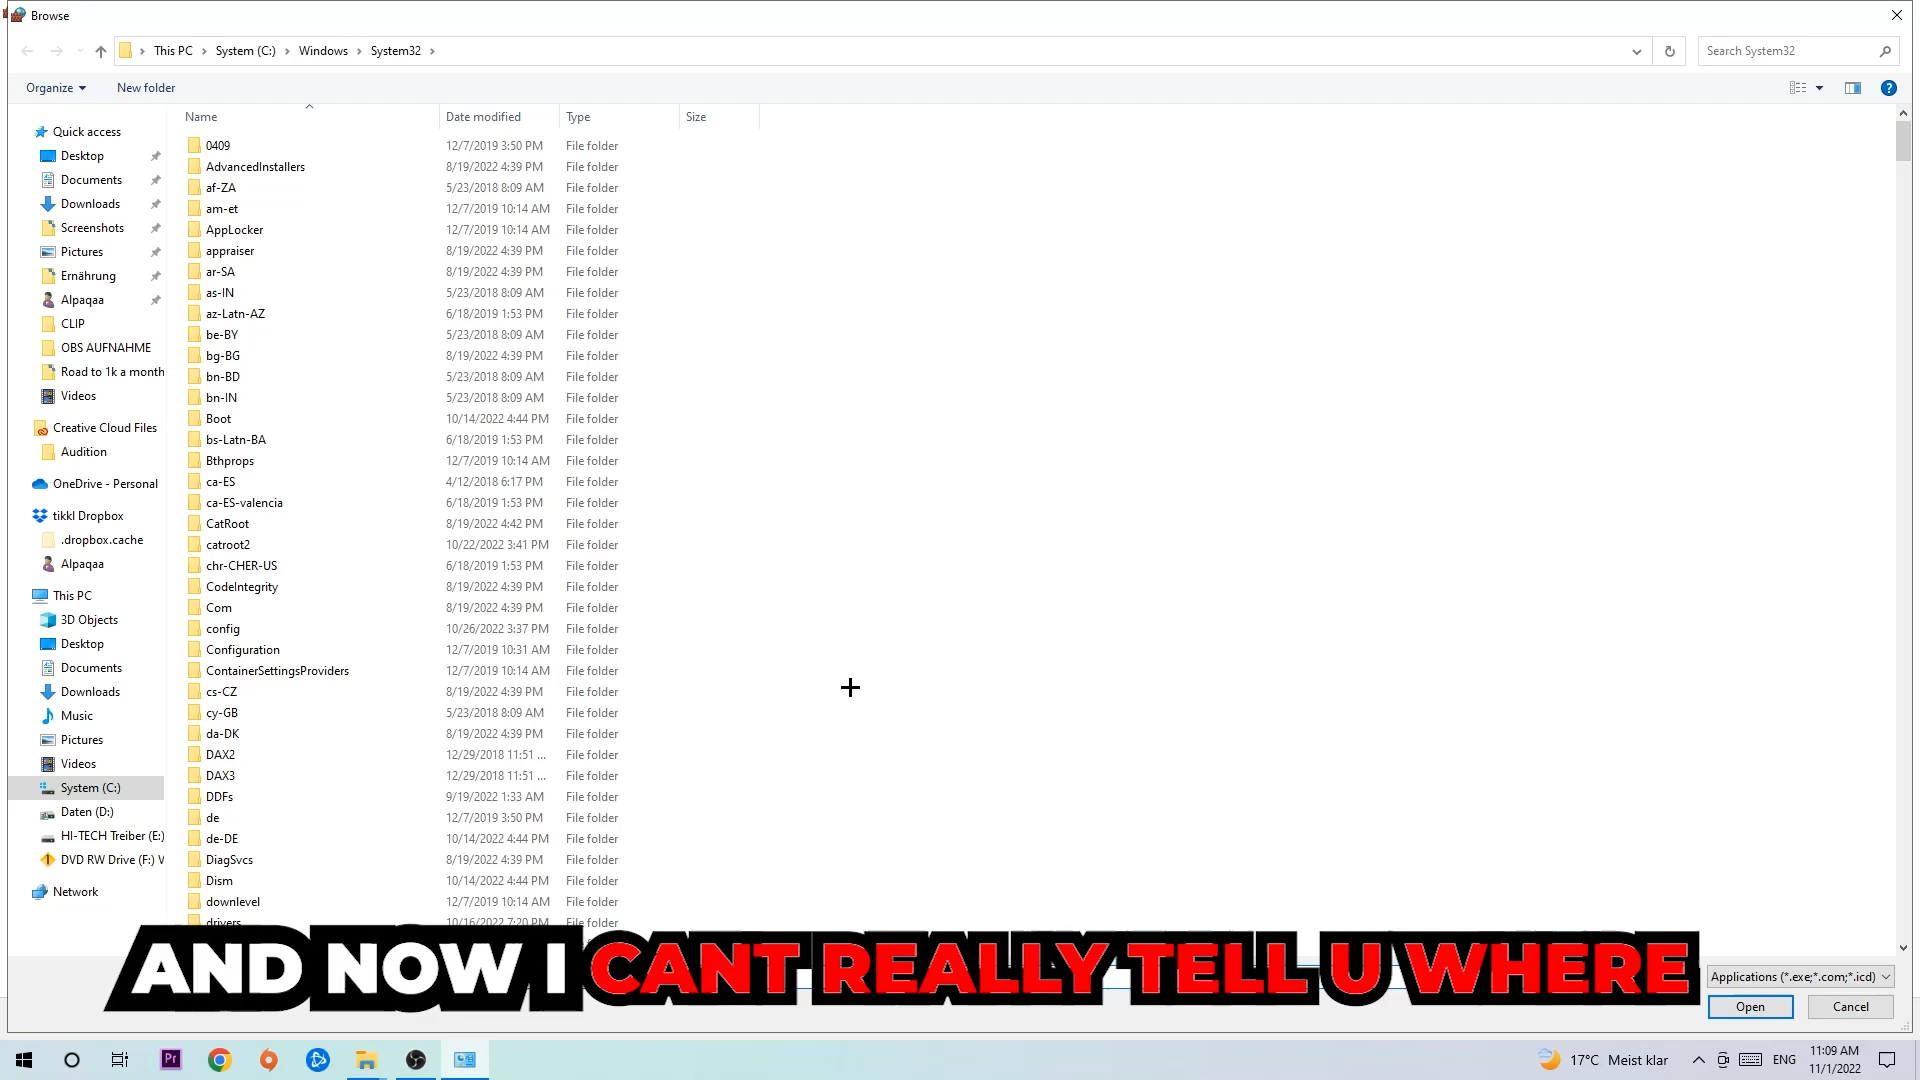 Browse
This PC > System (C:) > Windows > System32 >
Search System32
Organize
New folder
Name
Date modified
Type
Size
Quick access
Desktop
Documents
Downloads
Screenshots
Pictures
Ernährung
Alpaqaa
CLIP
OBS AUFNAHME
Road to 1k a month
Videos
Creative Cloud Files
Audition
OneDrive - Personal
tikkl Dropbox
.dropbox.cache
Alpaqaa
This PC
3D Objects
Desktop
Documents
Downloads
Music
Pictures
Videos
System (C:)
Daten (D:)
HI-TECH Treiber (E:)
DVD RW Drive (F:) V
Network
0409 12/7/2019 3:50 PM File folder
AdvancedInstallers 8/19/2022 4:39 PM File folder
af-ZA 5/23/2018 8:09 AM File folder
am-et 12/7/2019 10:14 AM File folder
AppLocker 12/7/2019 10:14 AM File folder
appraiser 8/19/2022 4:39 PM File folder
ar-SA 8/19/2022 4:39 PM File folder
as-IN 5/23/2018 8:09 AM File folder
az-Latn-AZ 6/18/2019 1:53 PM File folder
be-BY 5/23/2018 8:09 AM File folder
bg-BG 8/19/2022 4:39 PM File folder
bn-BD 5/23/2018 8:09 AM File folder
bn-IN 5/23/2018 8:09 AM File folder
Boot 10/14/2022 4:44 PM File folder
bs-Latn-BA 6/18/2019 1:53 PM File folder
Bthprops 12/7/2019 10:14 AM File folder
ca-ES 4/12/2018 6:17 PM File folder
ca-ES-valencia 6/18/2019 1:53 PM File folder
CatRoot 8/19/2022 4:42 PM File folder
catroot2 10/22/2022 3:41 PM File folder
chr-CHER-US 6/18/2019 1:53 PM File folder
CodeIntegrity 8/19/2022 4:39 PM File folder
Com 8/19/2022 4:39 PM File folder
config 10/26/2022 3:37 PM File folder
Configuration 12/7/2019 10:31 AM File folder
ContainerSettingsProviders 12/7/2019 10:14 AM File folder
cs-CZ 8/19/2022 4:39 PM File folder
cy-GB 5/23/2018 8:09 AM File folder
da-DK 8/19/2022 4:39 PM File folder
DAX2 12/29/2018 11:51 ... File folder
DAX3 12/29/2018 11:51 ... File folder
DDFs 9/19/2022 1:33 AM File folder
de 12/7/2019 3:50 PM File folder
de-DE 10/14/2022 4:44 PM File folder
DiagSvcs 8/19/2022 4:39 PM File folder
Dism 10/14/2022 4:44 PM File folder
downlevel 12/7/2019 10:14 AM File folder
drivers 10/16/2022 7:20 PM File folder
AND NOW I CANT REALLY TELL U WHERE
Applications (*.exe;*.com;*.icd)
Open
Cancel
Pr
17°C Meist klar
ENG
11:09 AM
11/1/2022